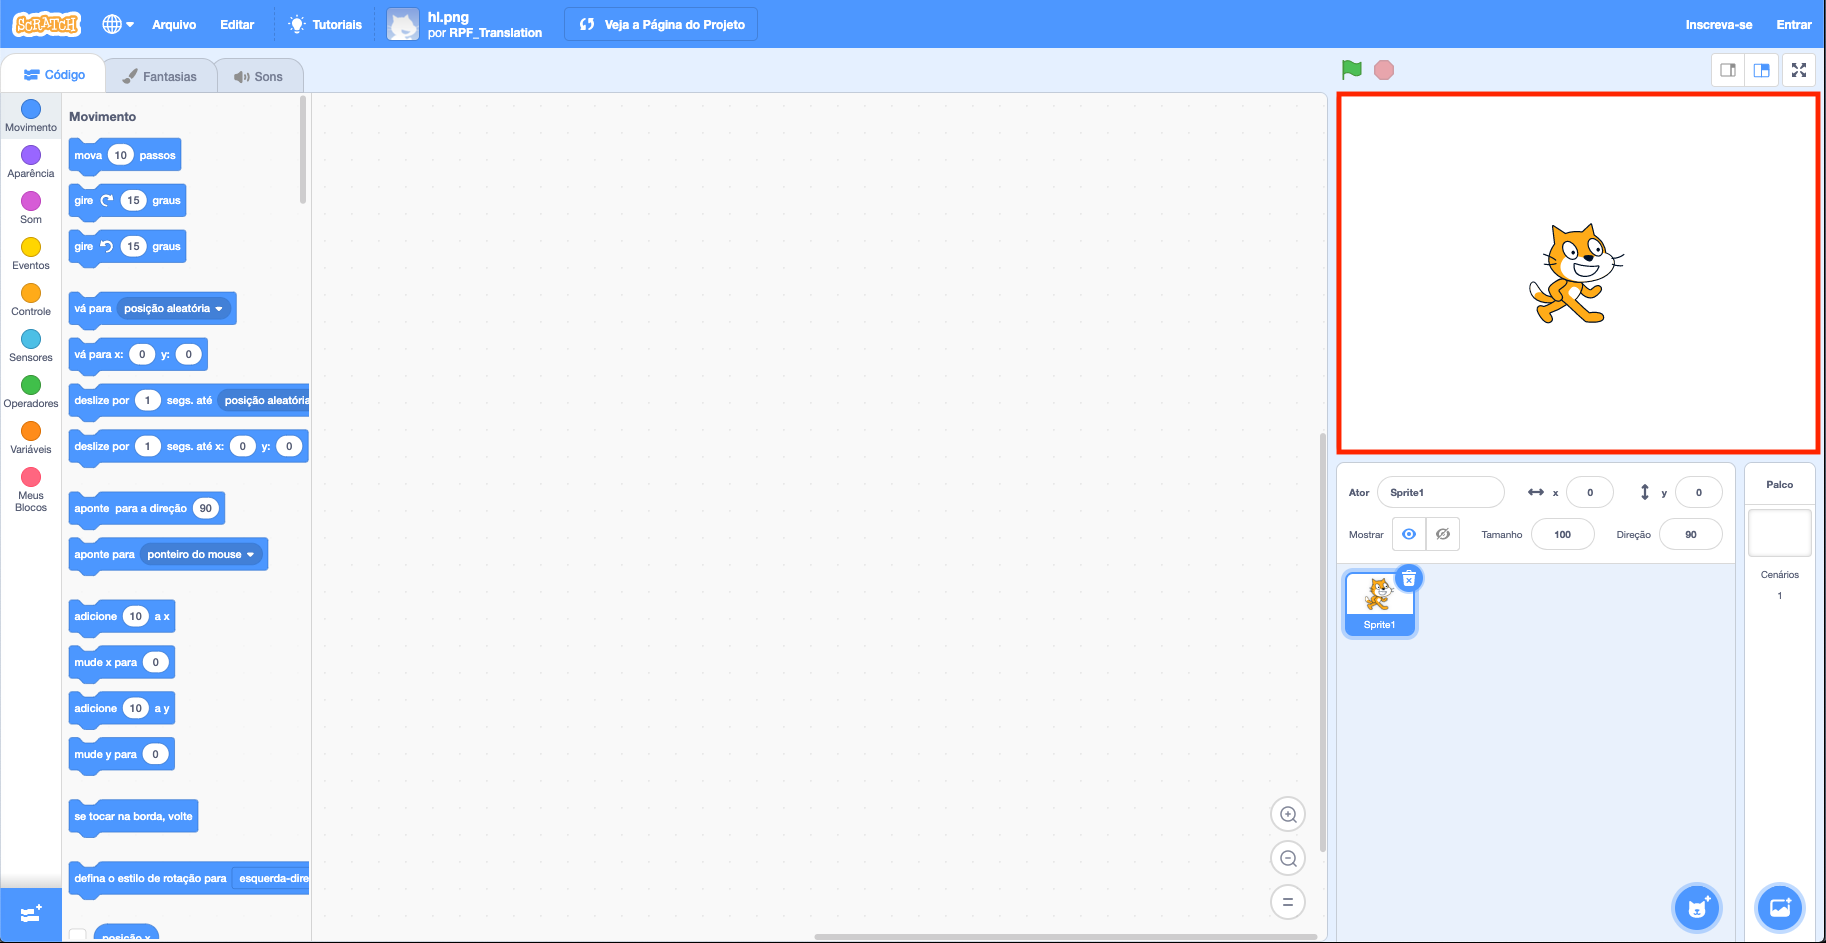 SCRATCH
Arquivo
Editar
Tutoriais
hl.png
por RPF_Translation
Veja a Página do Projeto
Inscreva-se
Entrar
Código
Fantasias
Sons
Movimento
Aparência
Som
Eventos
Controle
Sensores
Operadores
Variáveis
Meus
Blocos
Movimento
mova 10 passos
gire 15 graus
gire 15 graus
vá para posição aleatória
vá para x: 0 y: 0
deslize por 1 segs. até posição aleatória
deslize por 1 segs. até x: 0 y: 0
aponte para a direção 90
aponte para ponteiro do mouse
adicione 10 a x
mude x para 0
adicione 10 a y
mude y para 0
se tocar na borda, volte
defina o estilo de rotação para esquerda-dire
posição x
Ator Sprite1 x 0 y 0
Mostrar Tamanho 100 Direção 90
Sprite1
Palco
Cenários
1